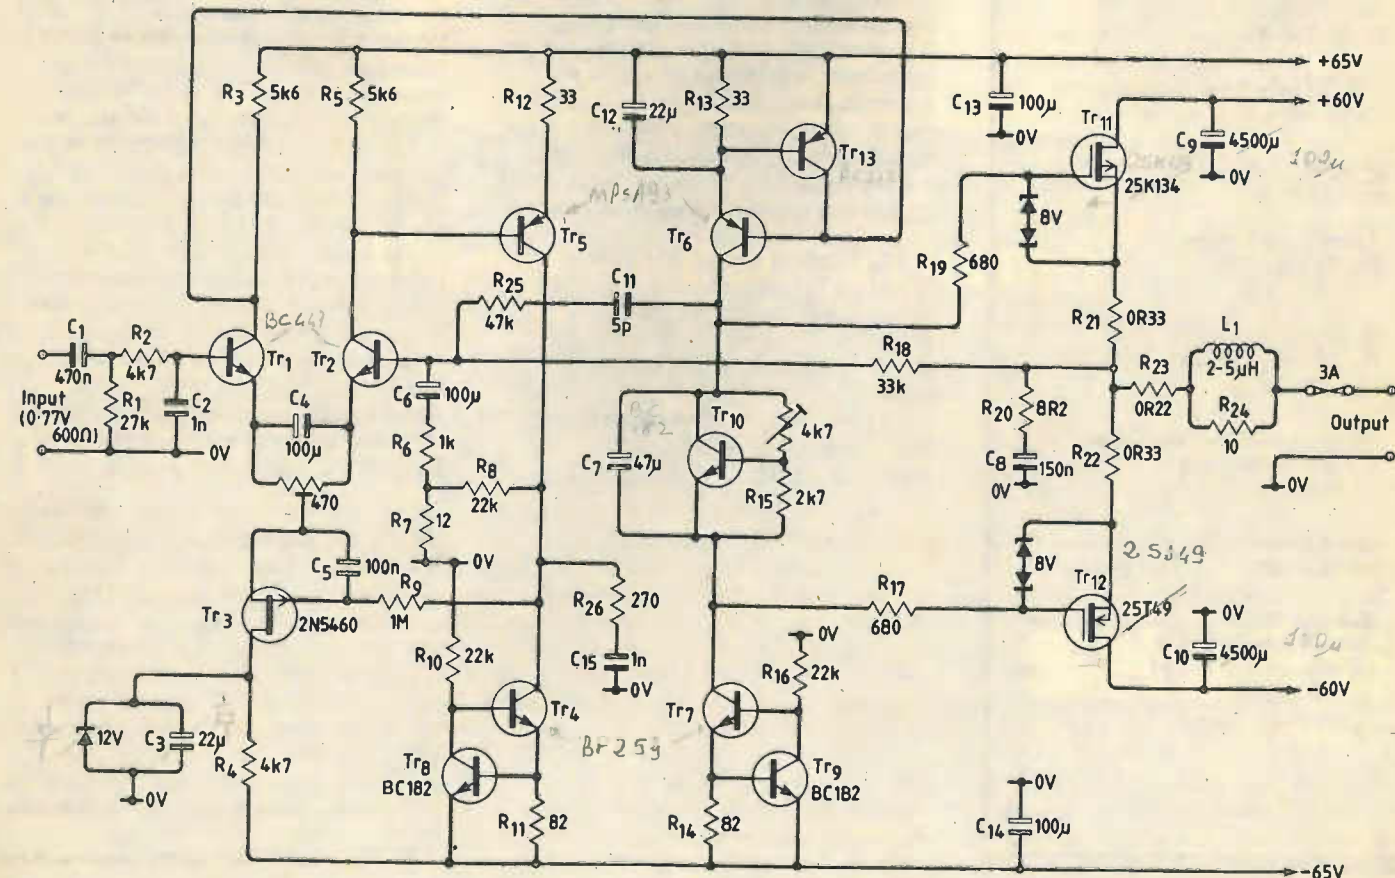 +65V
R3 5k6
R5 5k6
R12 33
C12 22μ
R13 33
C13 100μ
0V
+60V
Tr11
C9 4500μ
100μ
0V
Tr13
25K134
8V
MPSA93
Tr5
Tr6
R19 680
R25 47k
C11 5p
R21 0R33
L1 2-5μH
BC447
C1 470n
R2 4k7
Tr1
Tr2
R18 33k
R23 0R22
3A
Input (0·77V 600Ω)
R1 27k
C2 1n
0V
C4 100μ
C6 100μ
Tr10
4k7
R20 8R2
R24 10
Output
0V
470
R6 1k
R8 22k
C7 47μ
R15 2k7
C8 150n
0V
R22 0R33
R7 12
0V
C5 100n
R9 1M
Tr3
2N5460
R26 270
R17 680
8V
2SJ49
Tr12
25T49
0V
C10 4500μ
R10 22k
C15 1n
0V
0V
R16 22k
-60V
12V
C3 22μ
0V
R4 4k7
Tr4
BF259
Tr7
Tr8
BC182
Tr9
BC182
R11 82
R14 82
0V
C14 100μ
-65V